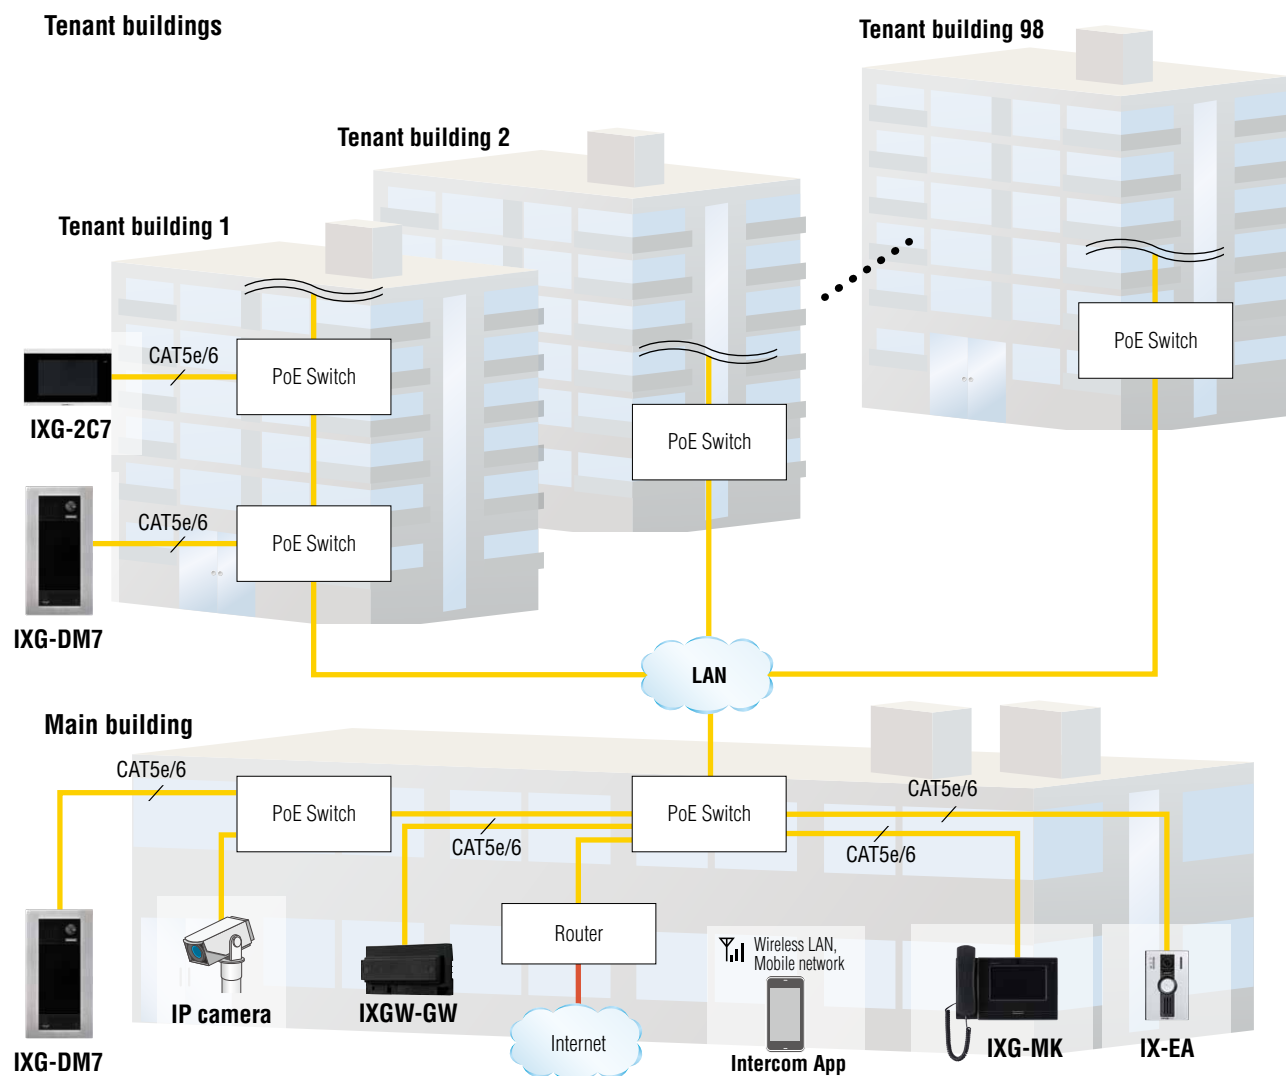 Tenant buildings
Tenant building 98
Tenant building 2
Tenant building 1
CAT5e/6
PoE Switch
PoE Switch
IXG-2C7
PoE Switch
CAT5e/6
PoE Switch
IXG-DM7
LAN
Main building
CAT5e/6
PoE Switch
PoE Switch
CAT5e/6
CAT5e/6
CAT5e/6
Router
Wireless LAN,
Mobile network
IP camera
IXGW-GW
Internet
Intercom App
IXG-MK
IX-EA
IXG-DM7